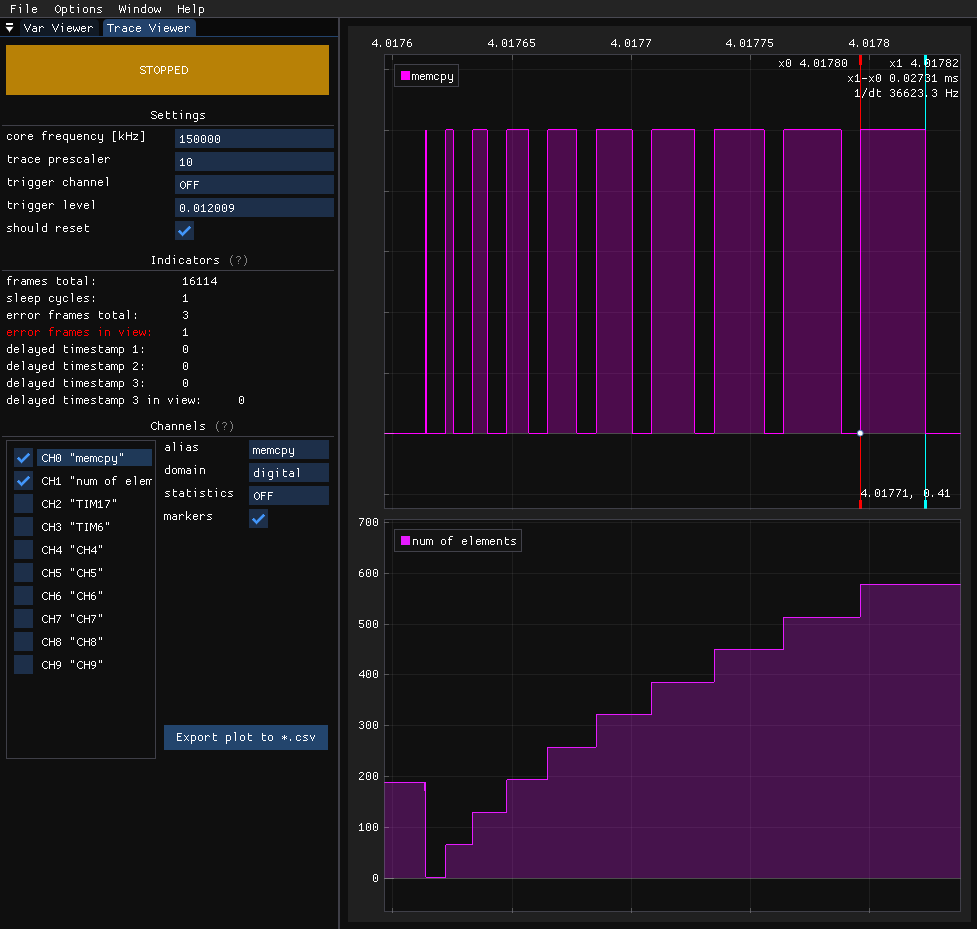 File Options Window Help
Var Viewer Trace Viewer
STOPPED
Settings
core frequency [kHz] 150000
trace prescaler 10
trigger channel OFF
trigger level 0.012009
should reset
Indicators (?)
frames total: 16114
sleep cycles: 1
error frames total: 3
error frames in view: 1
delayed timestamp 1: 0
delayed timestamp 2: 0
delayed timestamp 3: 0
delayed timestamp 3 in view: 0
Channels (?)
CH0 "memcpy"
CH1 "num of elem
CH2 "TIM17"
CH3 "TIM6"
CH4 "CH4"
CH5 "CH5"
CH6 "CH6"
CH7 "CH7"
CH8 "CH8"
CH9 "CH9"
alias memcpy
domain digital
statistics OFF
markers
Export plot to *.csv
4.0176 4.01765 4.0177 4.01775 4.0178
memcpy
x0 4.01780 x1 4.01782
x1-x0 0.02731 ms
1/dt 36623.3 Hz
4.01771, 0.41
num of elements
700
600
500
400
300
200
100
0